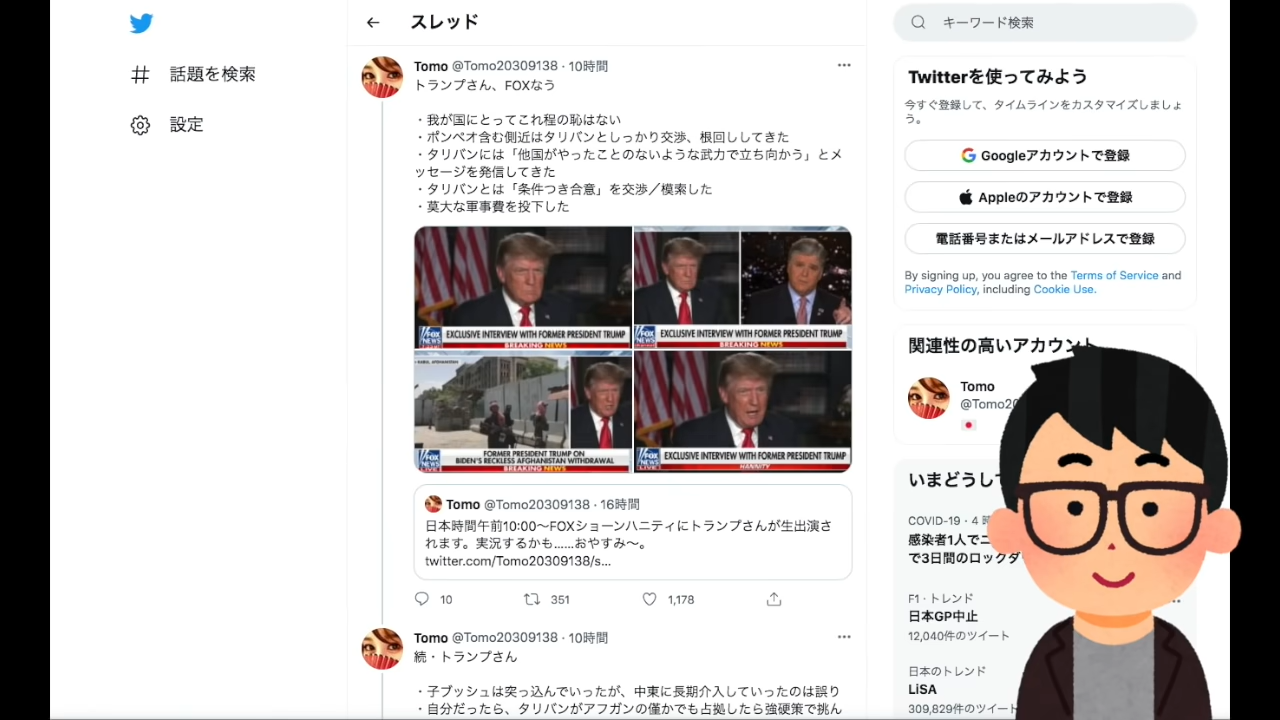 スレッド
キーワード検索
話題を検索
設定
Tomo @Tomo20309138 · 10時間
トランプさん、FOXなう
・我が国にとってこれ程の恥はない
・ポンペオ含む側近はタリバンとしっかり交渉、根回ししてきた
・タリバンには「他国がやったことのないような武力で立ち向かう」とメ
ッセージを発信してきた
・タリバンとは「条件つき合意」を交渉／模索した
・莫大な軍事費を投下した
FOX NEWS
EXCLUSIVE INTERVIEW WITH FORMER PRESIDENT TRUMP
BREAKING NEWS
FOX NEWS
EXCLUSIVE INTERVIEW WITH FORMER PRESIDENT TRUMP
BREAKING NEWS
KABUL, AFGHANISTAN
FOX NEWS
FORMER PRESIDENT TRUMP ON
BIDEN'S RECKLESS AFGHANISTAN WITHDRAWAL
BREAKING NEWS
FOX NEWS
EXCLUSIVE INTERVIEW WITH FORMER PRESIDENT TRUMP
HANNITY
Tomo @Tomo20309138 · 16時間
日本時間午前10:00〜FOXショーンハニティにトランプさんが生出演さ
れます。実況するかも......おやすみ〜。
twitter.com/Tomo20309138/s...
10 351 1,178
Tomo @Tomo20309138 · 10時間
続・トランプさん
・子ブッシュは突っ込んでいったが、中東に長期介入していったのは誤り
・自分だったら、タリバンがアフガンの僅かでも占拠したら強硬策で挑ん
Twitterを使ってみよう
今すぐ登録して、タイムラインをカスタマイズしましょ
う。
Googleアカウントで登録
Appleのアカウントで登録
電話番号またはメールアドレスで登録
By signing up, you agree to the Terms of Service and
Privacy Policy, including Cookie Use.
関連性の高いアカウント
Tomo
@Tomo20
いまどうして
COVID-19 · 4
感染者1人でニ
で3日間のロックダ
F1 · トレンド
日本GP中止
12,040件のツイート
日本のトレンド
LiSA
309,829件のツイート